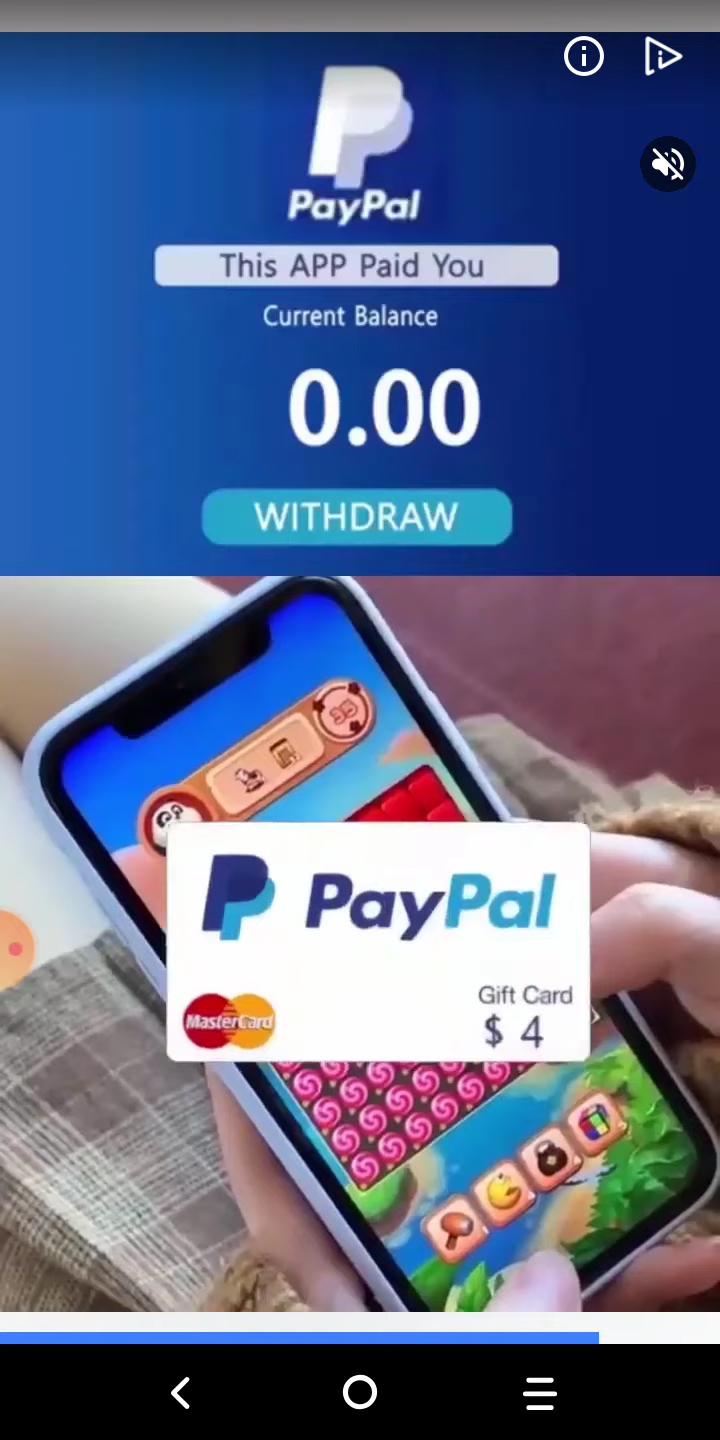 PayPal
This APP Paid You
Current Balance
0.00
WITHDRAW
PayPal
MasterCard
Gift Card
$ 4